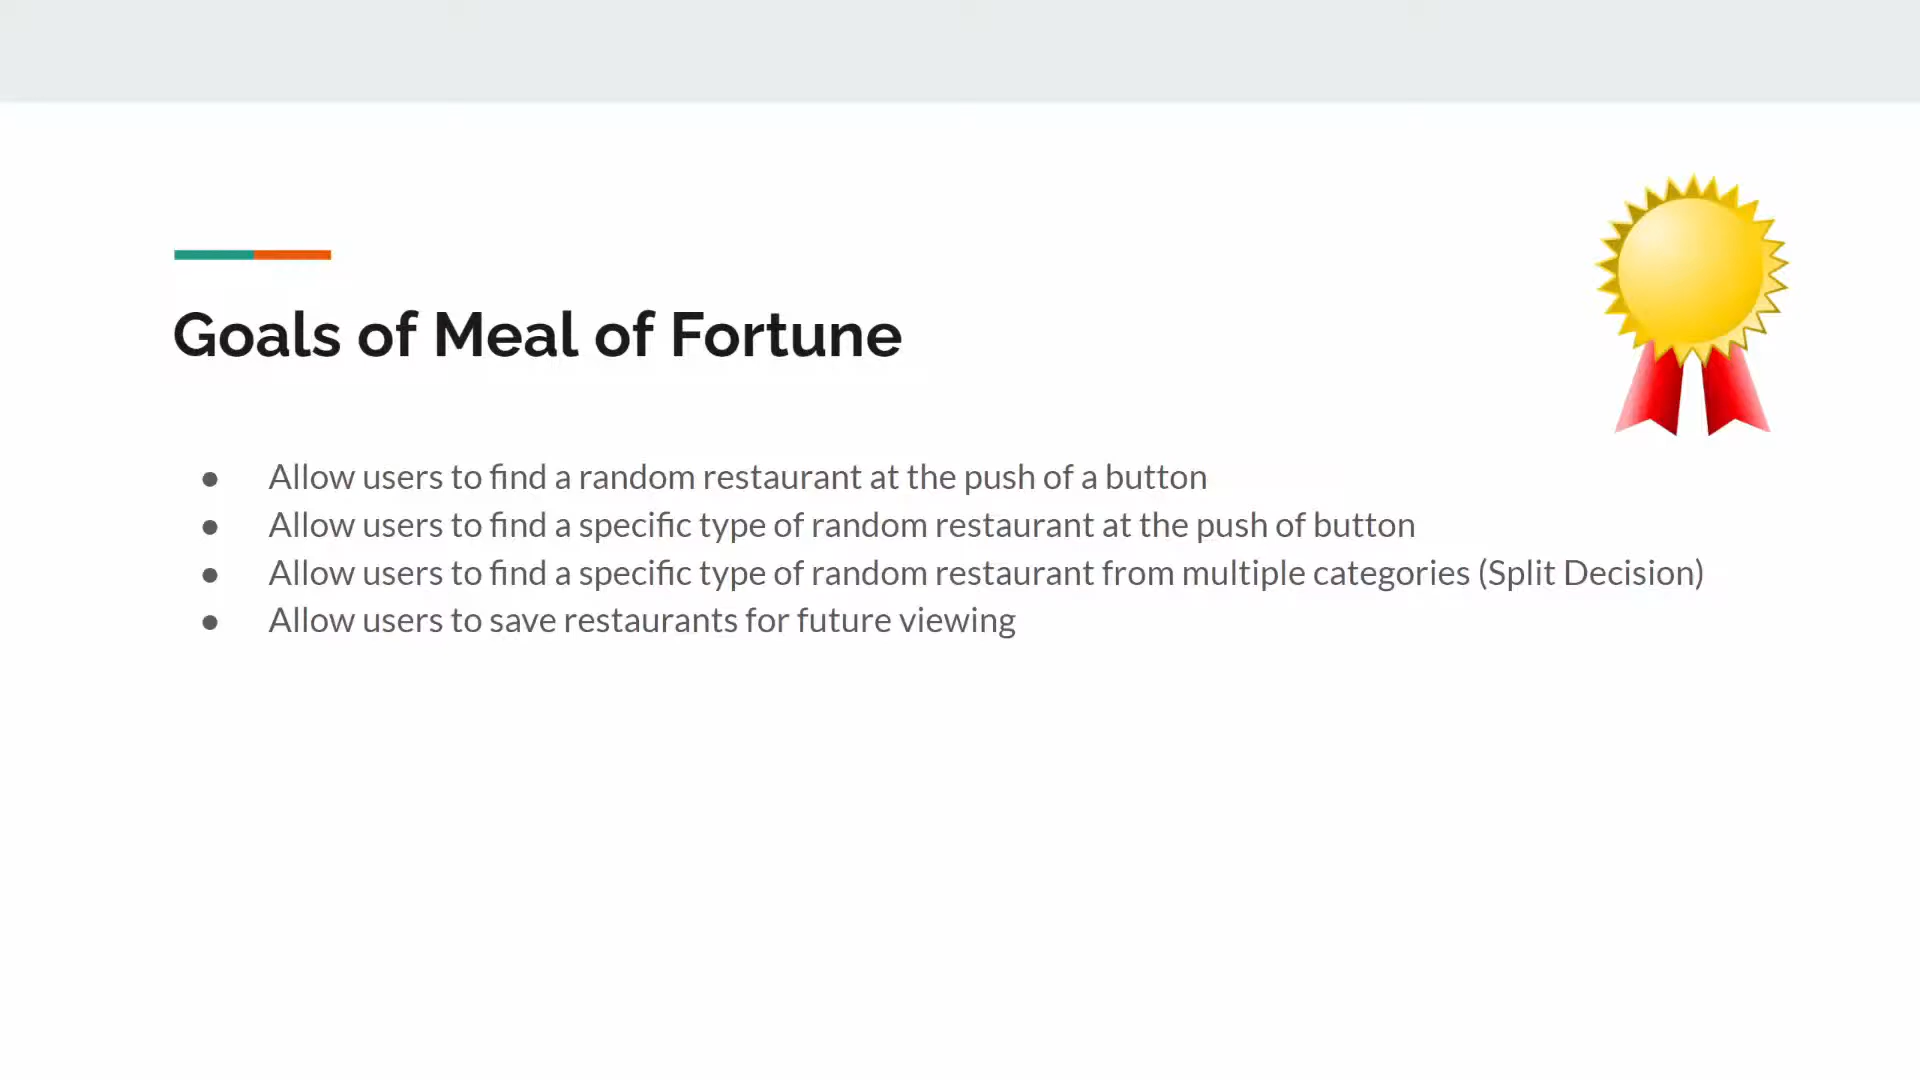 Goals of Meal of Fortune
● Allow users to find a random restaurant at the push of a button
● Allow users to find a specific type of random restaurant at the push of button
● Allow users to find a specific type of random restaurant from multiple categories (Split Decision)
● Allow users to save restaurants for future viewing